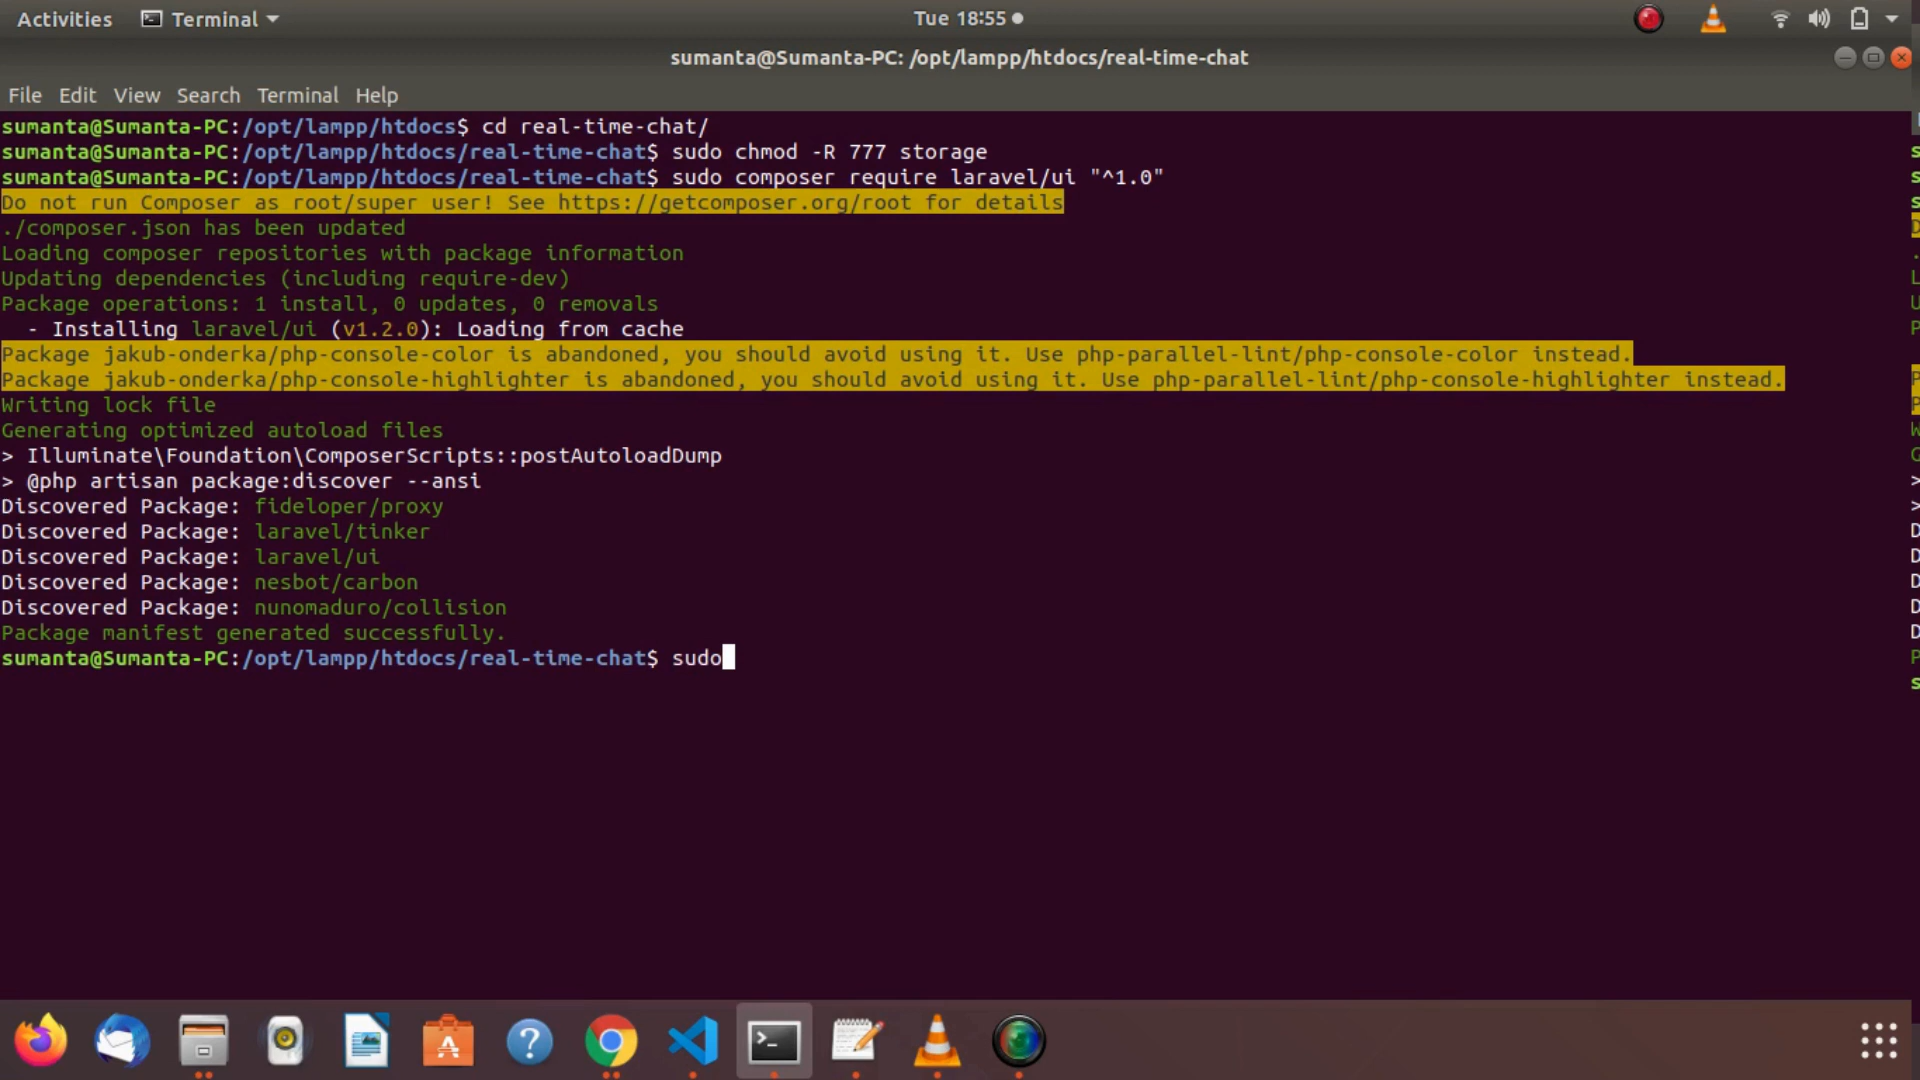 Activities Terminal Tue 18:55
sumanta@Sumanta-PC: /opt/lampp/htdocs/real-time-chat
File Edit View Search Terminal Help
sumanta@Sumanta-PC:/opt/lampp/htdocs$ cd real-time-chat/
sumanta@Sumanta-PC:/opt/lampp/htdocs/real-time-chat$ sudo chmod -R 777 storage
sumanta@Sumanta-PC:/opt/lampp/htdocs/real-time-chat$ sudo composer require laravel/ui "^1.0"
Do not run Composer as root/super user! See https://getcomposer.org/root for details
./composer.json has been updated
Loading composer repositories with package information
Updating dependencies (including require-dev)
Package operations: 1 install, 0 updates, 0 removals
- Installing laravel/ui (v1.2.0): Loading from cache
Package jakub-onderka/php-console-color is abandoned, you should avoid using it. Use php-parallel-lint/php-console-color instead.
Package jakub-onderka/php-console-highlighter is abandoned, you should avoid using it. Use php-parallel-lint/php-console-highlighter instead.
Writing lock file
Generating optimized autoload files
> Illuminate\Foundation\ComposerScripts::postAutoloadDump
> @php artisan package:discover --ansi
Discovered Package: fideloper/proxy
Discovered Package: laravel/tinker
Discovered Package: laravel/ui
Discovered Package: nesbot/carbon
Discovered Package: nunomaduro/collision
Package manifest generated successfully.
sumanta@Sumanta-PC:/opt/lampp/htdocs/real-time-chat$ sudo